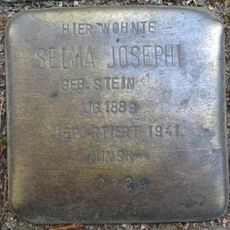 HIER WOHNTE
SELMA JOSEPHI
GEB. STEIN
JG. 1889
DEPORTIERT 1941
MINSK
???